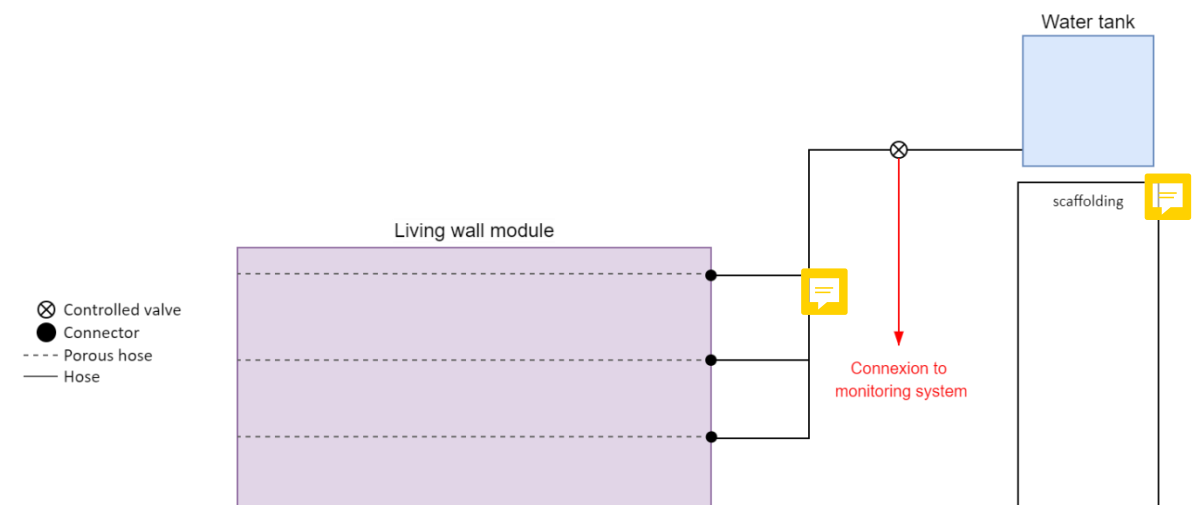 Water tank
scaffolding
Living wall module
Controlled valve
Connector
Porous hose
Hose
Connexion to
monitoring system